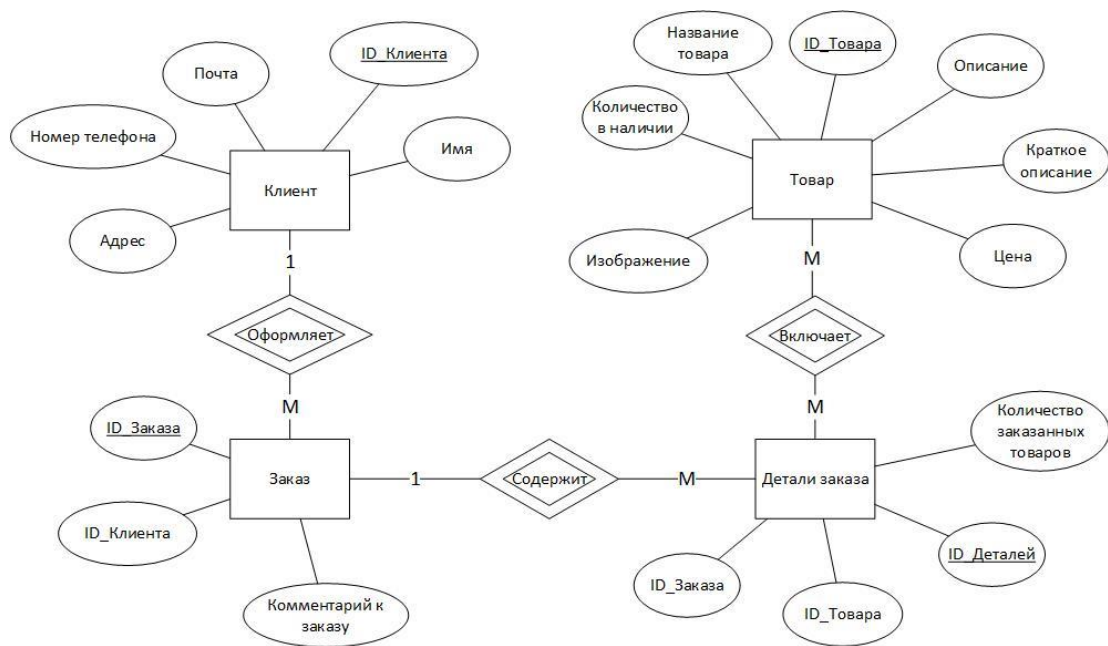 ID_Клиента
Почта
Номер телефона
Имя
Клиент
Адрес
1
Оформляет
М
ID_Заказа
Заказ
ID_Клиента
Комментарий к
заказу
1
Содержит
М
Название
товара
ID_Товара
Описание
Количество
в наличии
Краткое
описание
Товар
Изображение
Цена
М
Включает
М
Количество
заказанных
товаров
Детали заказа
ID_Деталей
ID_Заказа
ID_Товара